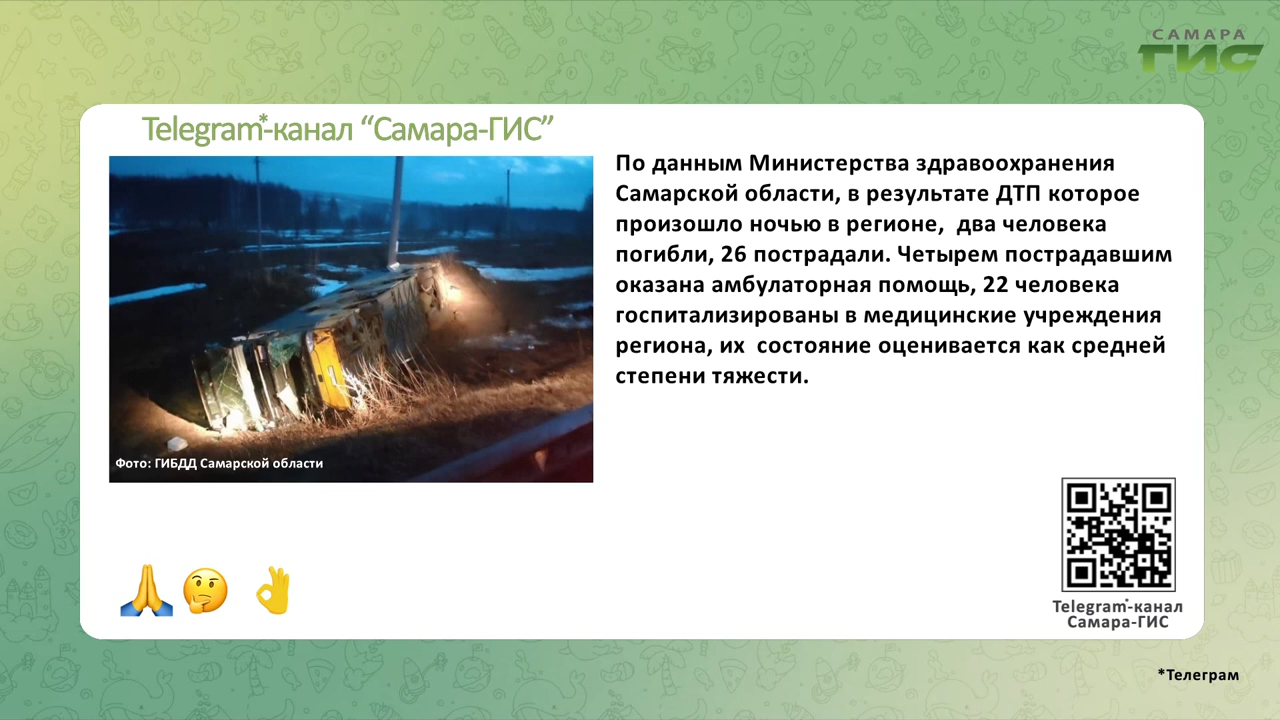 САМАРА
ГИС
Telegram*-канал “Самара-ГИС”
По данным Министерства здравоохранения
Самарской области, в результате ДТП которое
произошло ночью в регионе,  два человека
погибли, 26 пострадали. Четырем пострадавшим
оказана амбулаторная помощь, 22 человека
госпитализированы в медицинские учреждения
региона, их  состояние оценивается как средней
степени тяжести.
Фото: ГИБДД Самарской области
Telegram*-канал
Самара-ГИС
*Телеграм